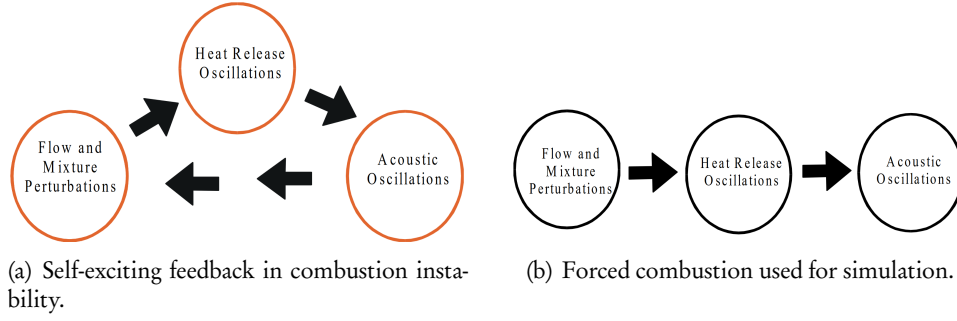 Heat Release
Oscillations
Flow and
Mixture
Perturbations
Acoustic
Oscillations
(a) Self-exciting feedback in combustion insta-
bility.
Flow and
Mixture
Perturbations
Heat Release
Oscillations
Acoustic
Oscillations
(b) Forced combustion used for simulation.